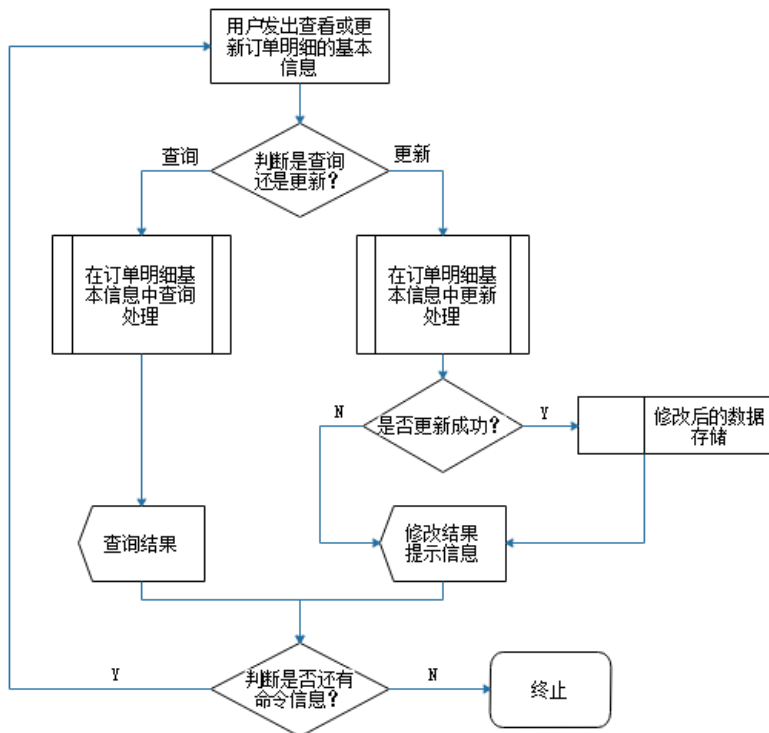 用户发出查看或更
新订单明细的基本
信息
判断是查询
还是更新？
查询
更新
在订单明细基
本信息中查询
处理
在订单明细基
本信息中更新
处理
是否更新成功？
N
Y
修改后的数据
存储
查询结果
修改结果
提示信息
判断是否还有
命令信息？
Y
N
终止